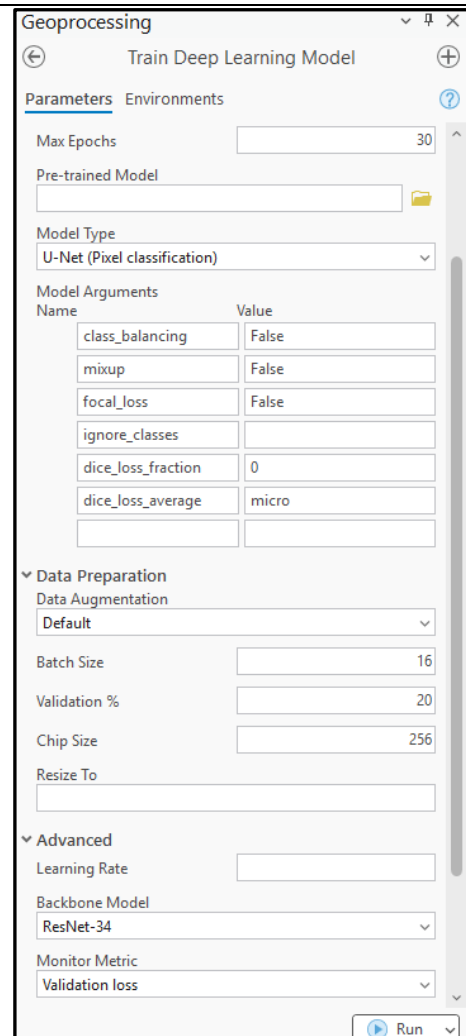 Geoprocessing
Train Deep Learning Model
Parameters Environments
Max Epochs 30
Pre-trained Model
Model Type
U-Net (Pixel classification)
Model Arguments
Name Value
class_balancing False
mixup False
focal_loss False
ignore_classes
dice_loss_fraction 0
dice_loss_average micro
Data Preparation
Data Augmentation
Default
Batch Size 16
Validation % 20
Chip Size 256
Resize To
Advanced
Learning Rate
Backbone Model
ResNet-34
Monitor Metric
Validation loss
Run